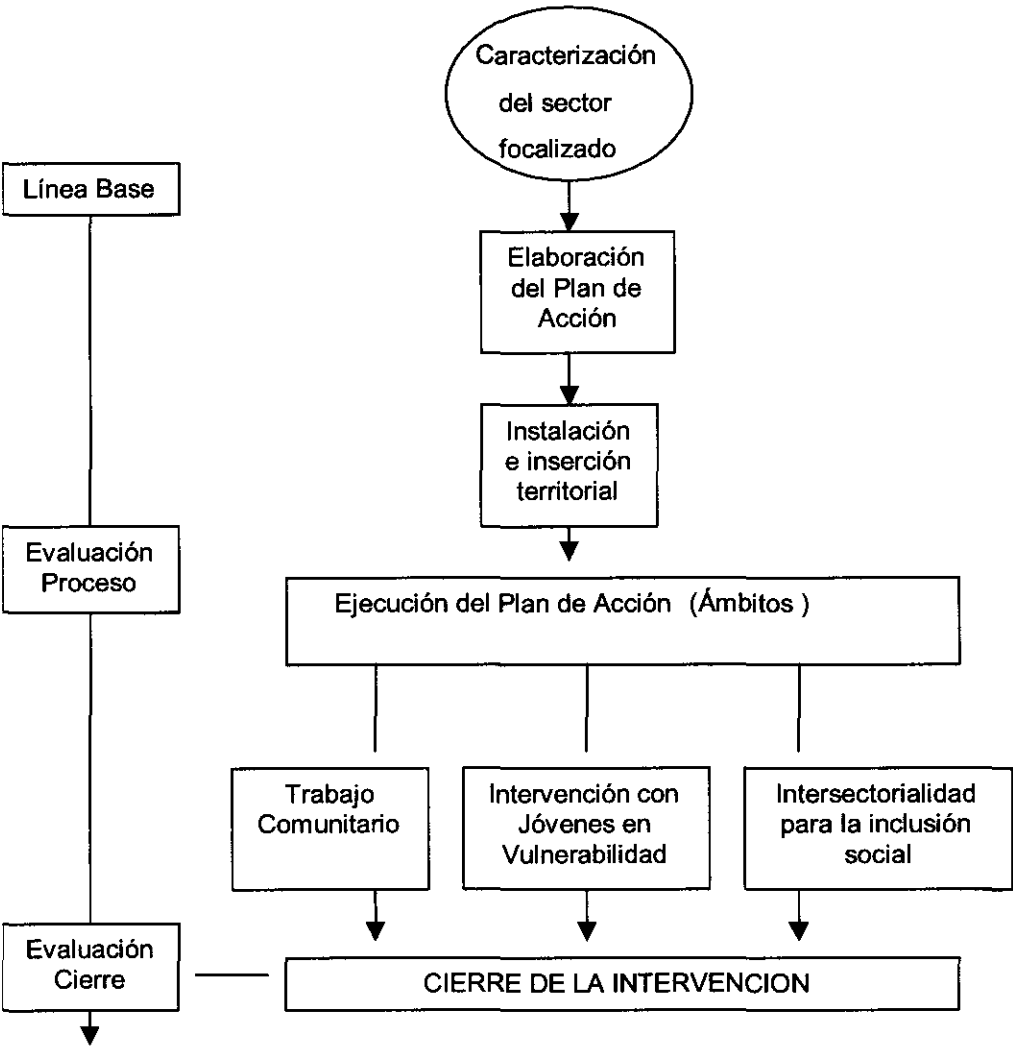 Caracterización
del sector
focalizado
Línea Base
Elaboración
del Plan de
Acción
Instalación
e inserción
territorial
Evaluación
Proceso
Ejecución del Plan de Acción (Ámbitos )
Trabajo
Comunitario
Intervención con
Jóvenes en
Vulnerabilidad
Intersectorialidad
para la inclusión
social
Evaluación
Cierre
CIERRE DE LA INTERVENCION